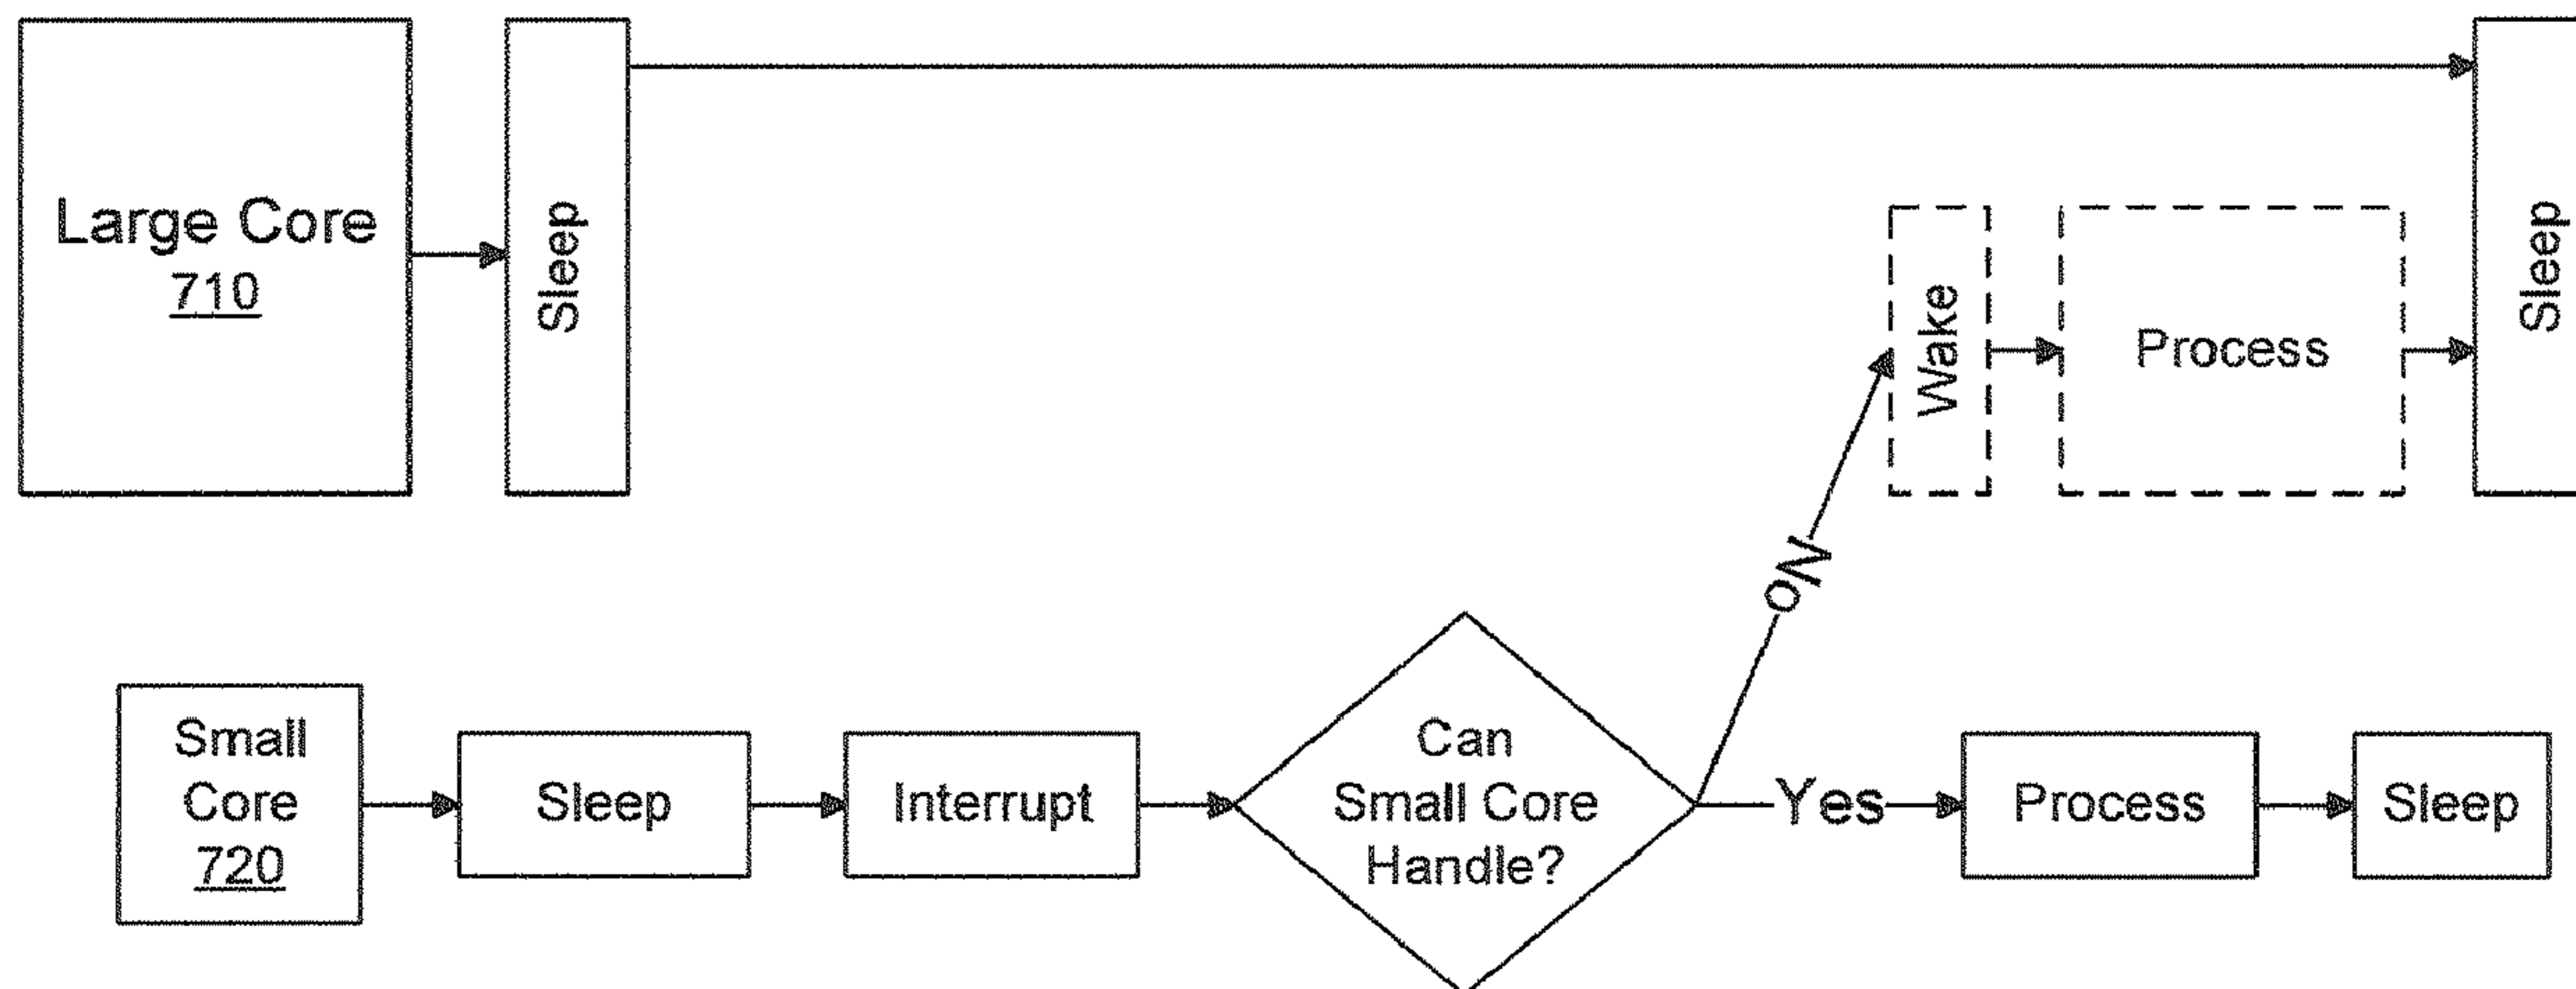 Large Core
710
Sleep
Wake
Process
Sleep
No
Small
Core
720
Sleep
Interrupt
Can
Small Core
Handle?
Yes
Process
Sleep